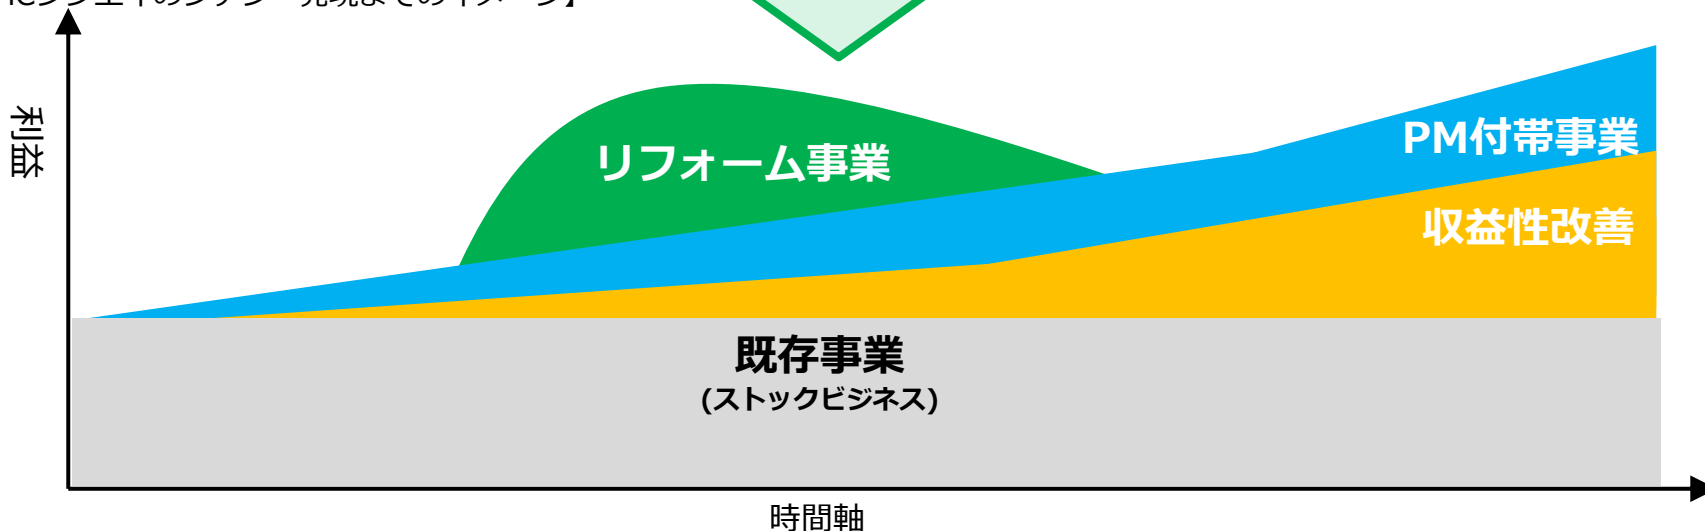 利益
リフォーム事業
PM付帯事業
収益性改善
既存事業
(ストックビジネス)
時間軸